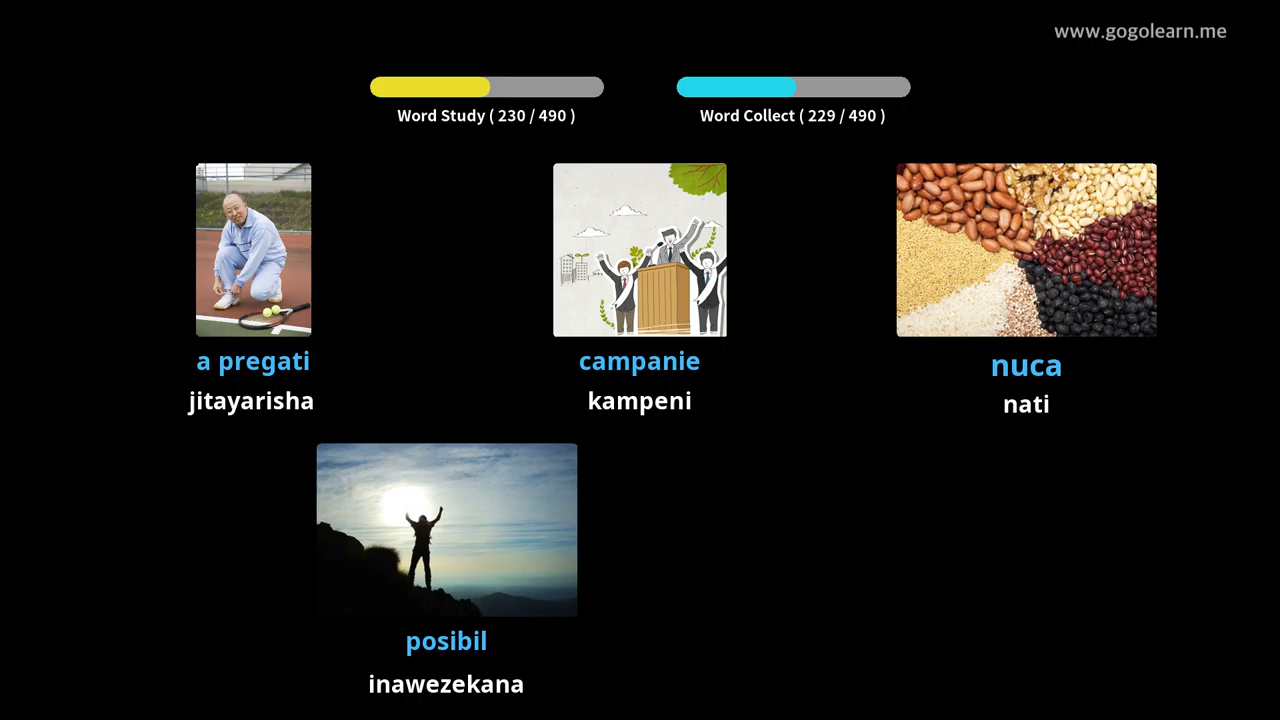 www.gogolearn.me
Word Study ( 230 / 490 )
Word Collect ( 229 / 490 )
a pregati
jitayarisha
campanie
kampeni
nuca
nati
posibil
inawezekana